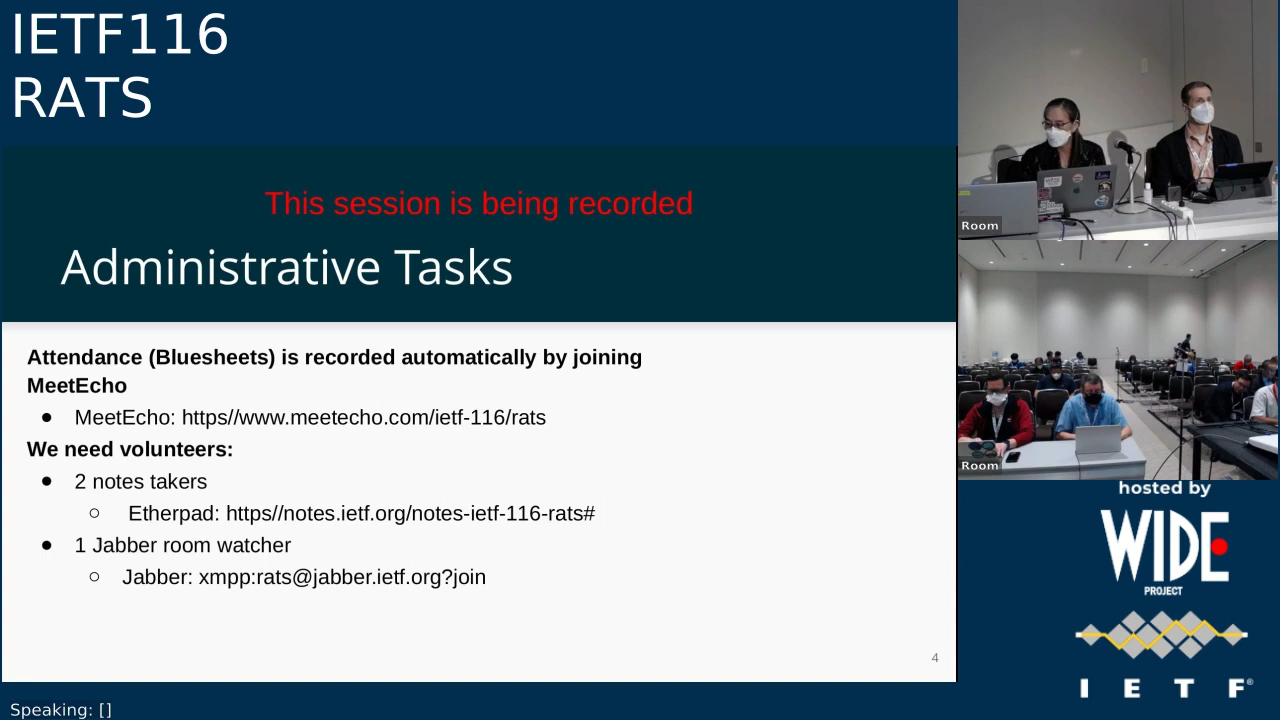 IETF116
RATS
This session is being recorded
Administrative Tasks
Attendance (Bluesheets) is recorded automatically by joining
MeetEcho
● MeetEcho: https//www.meetecho.com/ietf-116/rats
We need volunteers:
● 2 notes takers
○ Etherpad: https//notes.ietf.org/notes-ietf-116-rats#
● 1 Jabber room watcher
○ Jabber: xmpp:rats@jabber.ietf.org?join
4
Speaking: []
Room
Room
hosted by
WIDE
PROJECT
I E T F®